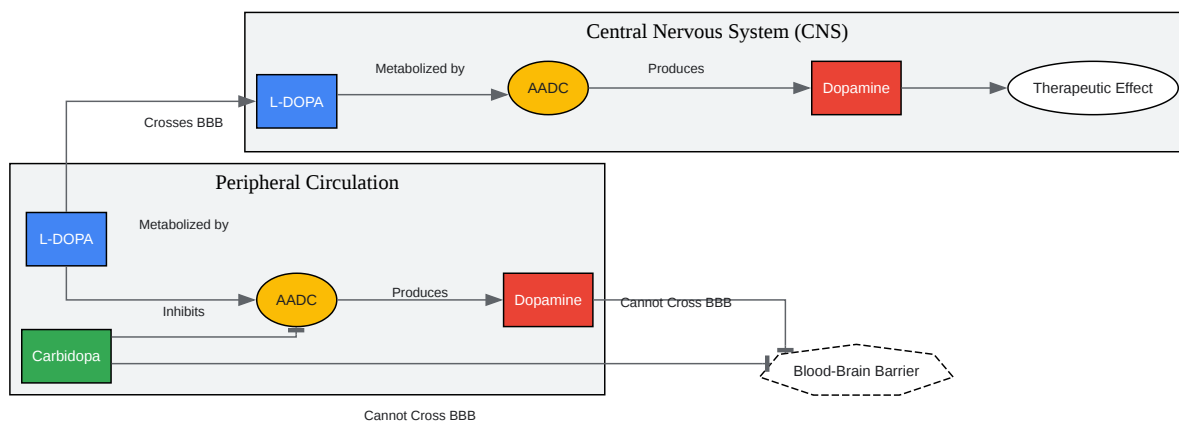 Central Nervous System (CNS)
Metabolized by
Produces
L-DOPA
AADC
Dopamine
Therapeutic Effect
Crosses BBB
Peripheral Circulation
Metabolized by
L-DOPA
Inhibits
AADC
Produces
Dopamine
Cannot Cross BBB
Carbidopa
Blood-Brain Barrier
Cannot Cross BBB